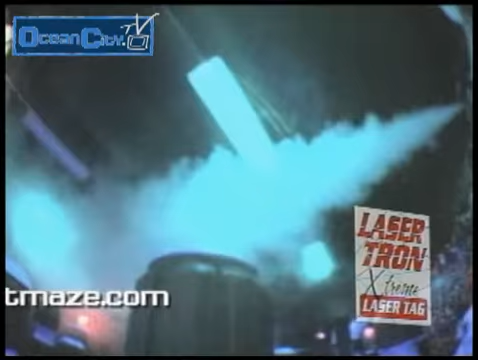 OceanCity.TV
LASER
TRON
Xtreme
LASER TAG
tmaze.com